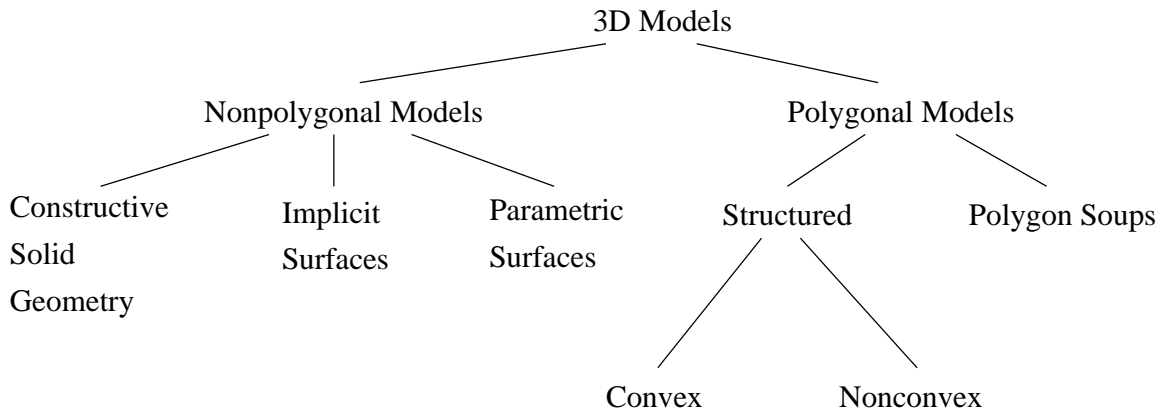 3D Models
Nonpolygonal Models
Polygonal Models
Constructive
Solid
Geometry
Implicit
Surfaces
Parametric
Surfaces
Structured
Polygon Soups
Convex
Nonconvex